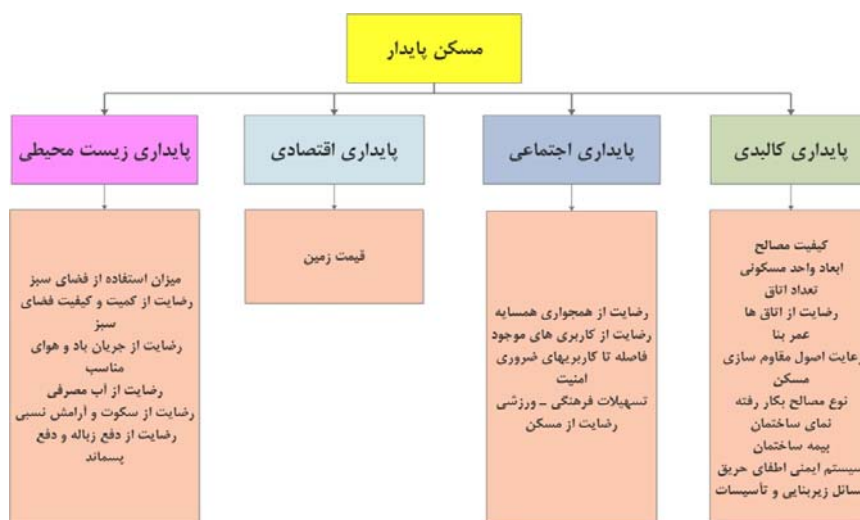 مسکن پایدار
پایداری کالبدی
پایداری اجتماعی
پایداری اقتصادی
پایداری زیست محیطی
کیفیت مصالح
ابعاد واحد مسکونی
تعداد اتاق
رضایت از اتاق ها
عمر بنا
رعایت اصول مقاوم سازی
مسکن
نوع مصالح بکار رفته
نمای ساختمان
بیمه ساختمان
سیستم ایمنی اطفای حریق
مسائل زیربنایی و تأسیسات
رضایت از همجواری همسایه
رضایت از کاربری های موجود
فاصله تا کاربریهای ضروری
امنیت
تسهیلات فرهنگی ـ ورزشی
رضایت از مسکن
قیمت زمین
میزان استفاده از فضای سبز
رضایت از کمیت و کیفیت فضای
سبز
رضایت از جریان باد و هوای
مناسب
رضایت از آب مصرفی
رضایت از سکوت و آرامش نسبی
رضایت از دفع زباله و دفع
پسماند